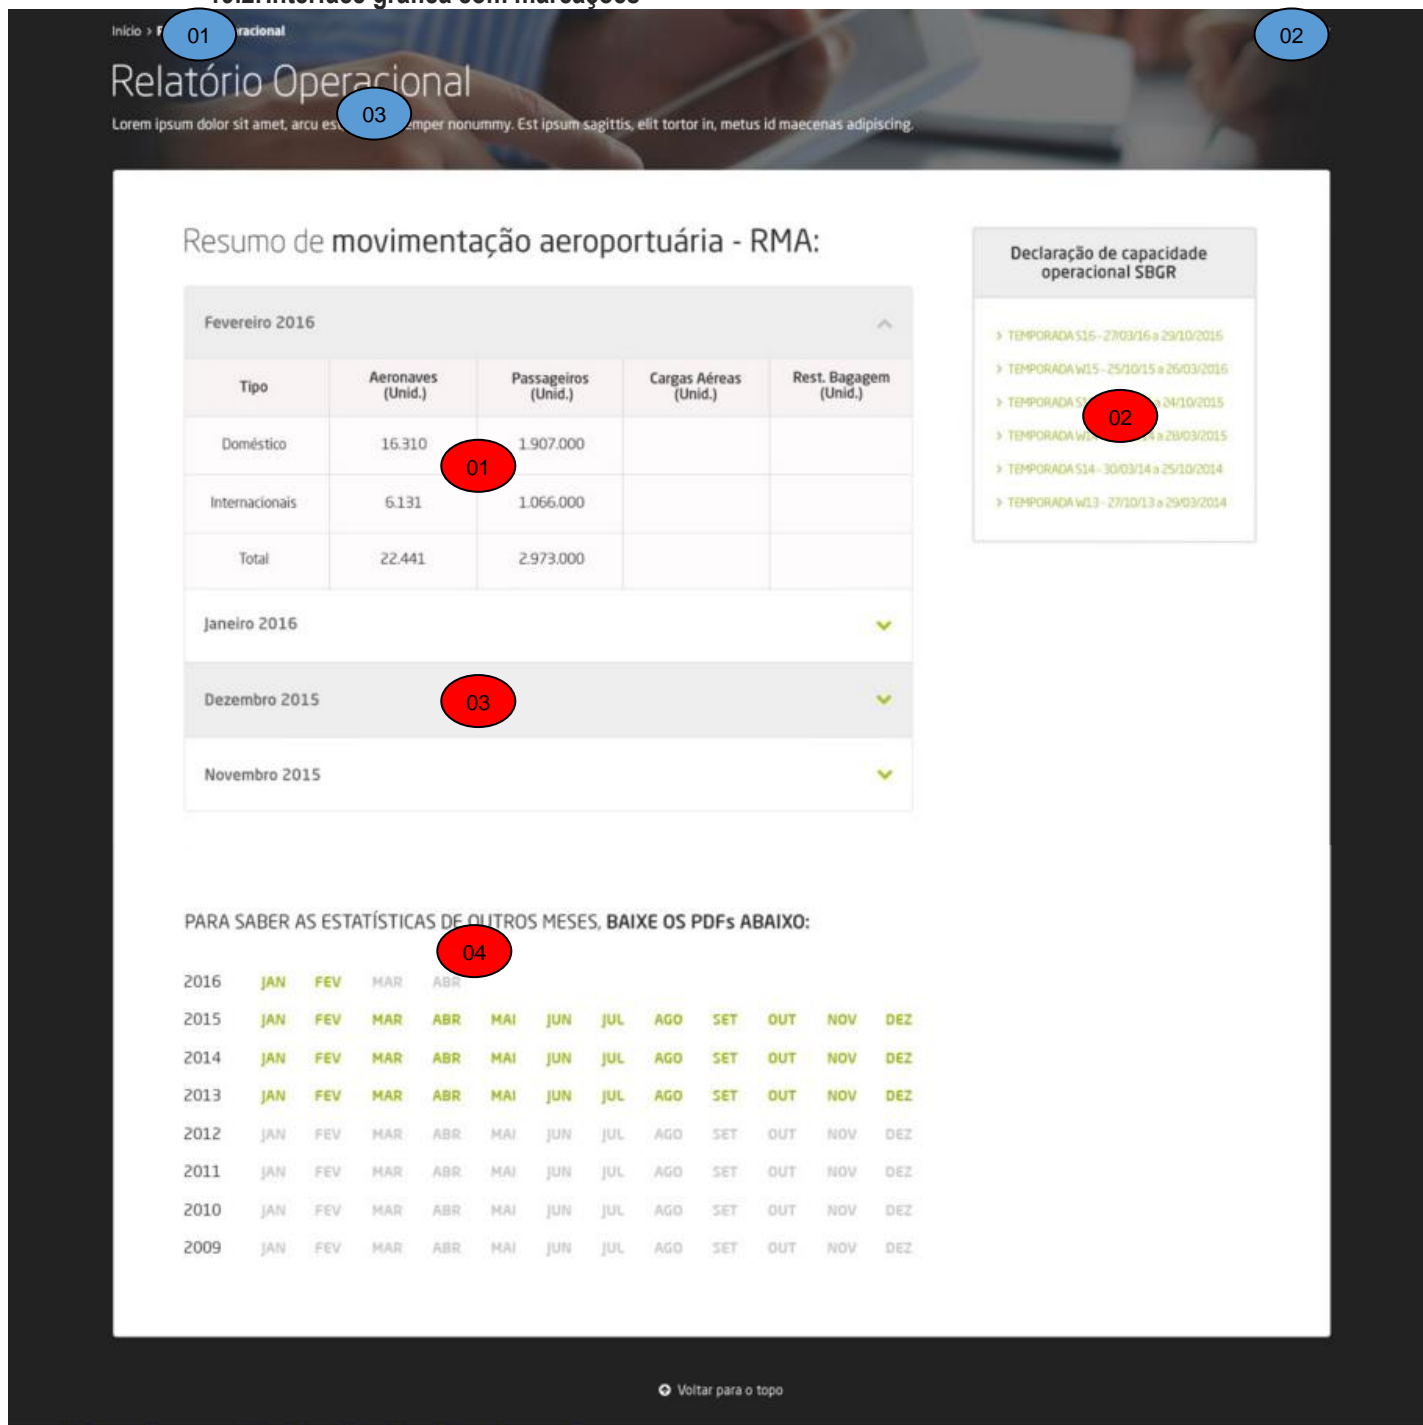 Interface gráfica com marcações
Início > 01 racional
02
Relatório Operacional
03
Lorem ipsum dolor sit amet, arcu es emper nonummy. Est ipsum sagittis, elit tortor in, metus id maecenas adipiscing.
Resumo de movimentação aeroportuária - RMA:
Fevereiro 2016
Tipo Aeronaves (Unid.) Passageiros (Unid.) Cargas Aéreas (Unid.) Rest. Bagagem (Unid.)
Doméstico 16.310 1.907.000
01
Internacionais 6.131 1.066.000
Total 22.441 2.973.000
Janeiro 2016
Dezembro 2015
03
Novembro 2015
Declaração de capacidade
operacional SBGR
> TEMPORADA S16 - 27/03/16 a 29/10/2016
> TEMPORADA W15 - 25/10/15 a 26/03/2016
> TEMPORADA a 24/10/2015
02
> TEMPORADA a 28/03/2015
> TEMPORADA S14 - 30/03/14 a 25/10/2014
> TEMPORADA W13 - 27/10/13 a 29/03/2014
PARA SABER AS ESTATÍSTICAS DE OUTROS MESES, BAIXE OS PDFs ABAIXO:
04
2016 JAN FEV MAR ABR
2015 JAN FEV MAR ABR MAI JUN JUL AGO SET OUT NOV DEZ
2014 JAN FEV MAR ABR MAI JUN JUL AGO SET OUT NOV DEZ
2013 JAN FEV MAR ABR MAI JUN JUL AGO SET OUT NOV DEZ
2012 JAN FEV MAR ABR MAI JUN JUL AGO SET OUT NOV DEZ
2011 JAN FEV MAR ABR MAI JUN JUL AGO SET OUT NOV DEZ
2010 JAN FEV MAR ABR MAI JUN JUL AGO SET OUT NOV DEZ
2009 JAN FEV MAR ABR MAI JUN JUL AGO SET OUT NOV DEZ
Voltar para o topo